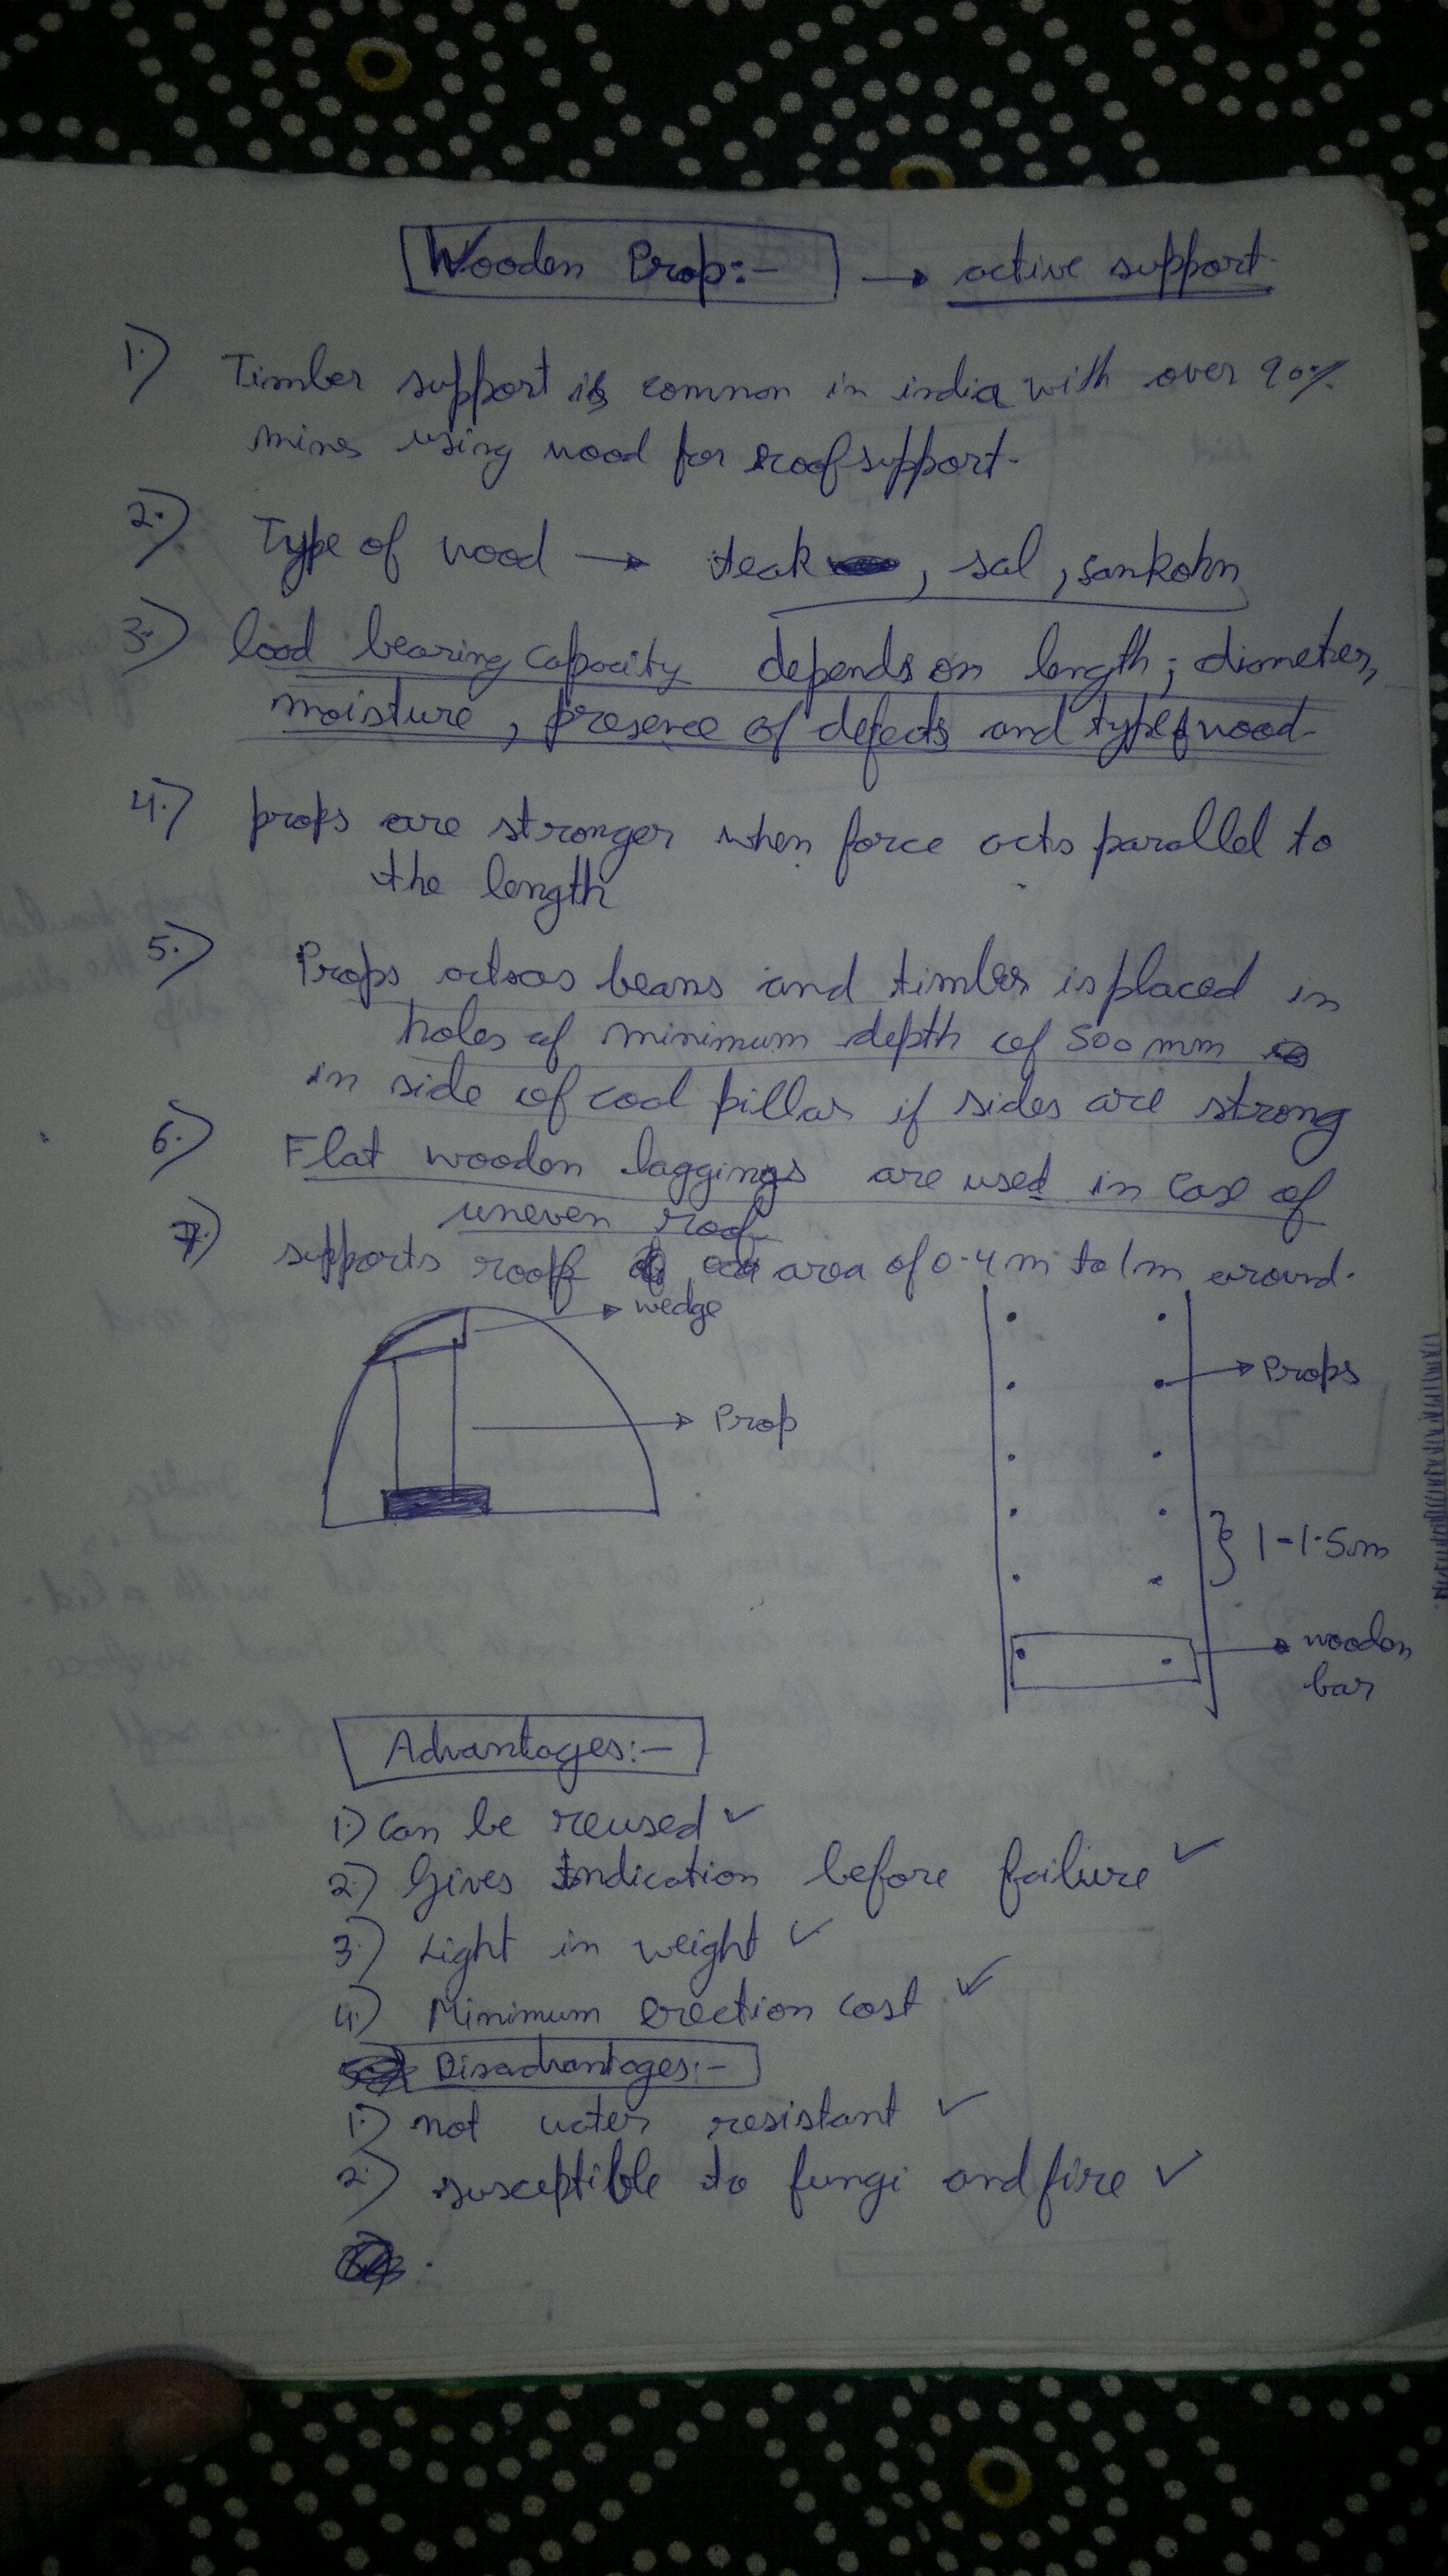 Wooden Prop:- → active support
1.) Timber support is common in india with over 90%
mines using wood for roof support.
2.) Type of wood → teak, sal, sankohn
3.) load bearing capacity depends on length, diameter,
moisture, presence of defects and type of wood
4.) props are stronger when force acts parallel to
the length
5.) Props acts as beans and timber is placed in
holes of minimum depth of 500 mm
in side of coal pillar if sides are strong
6.) Flat wooden laggings are used in case of
uneven roof
7.) supports roof area of 0.4 m to 1m around.
wedge
Prop
Props
1-1.5m
wooden
bar
Advantages:-
1.) Can be reused ✓
2.) Gives Indication before failure ✓
3.) Light in weight ✓
4.) Minimum Erection cost ✓
Disadvantages:-
1.) not water resistant ✓
2.) susceptible to fungi and fire ✓